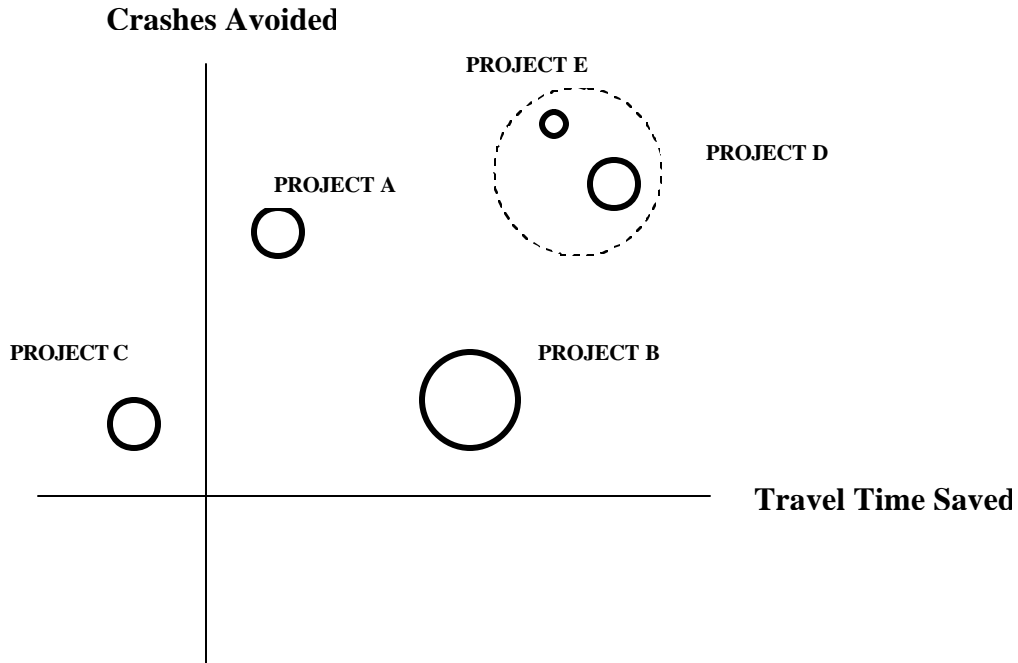 Crashes Avoided
PROJECT E
PROJECT D
PROJECT A
PROJECT C
PROJECT B
Travel Time Saved